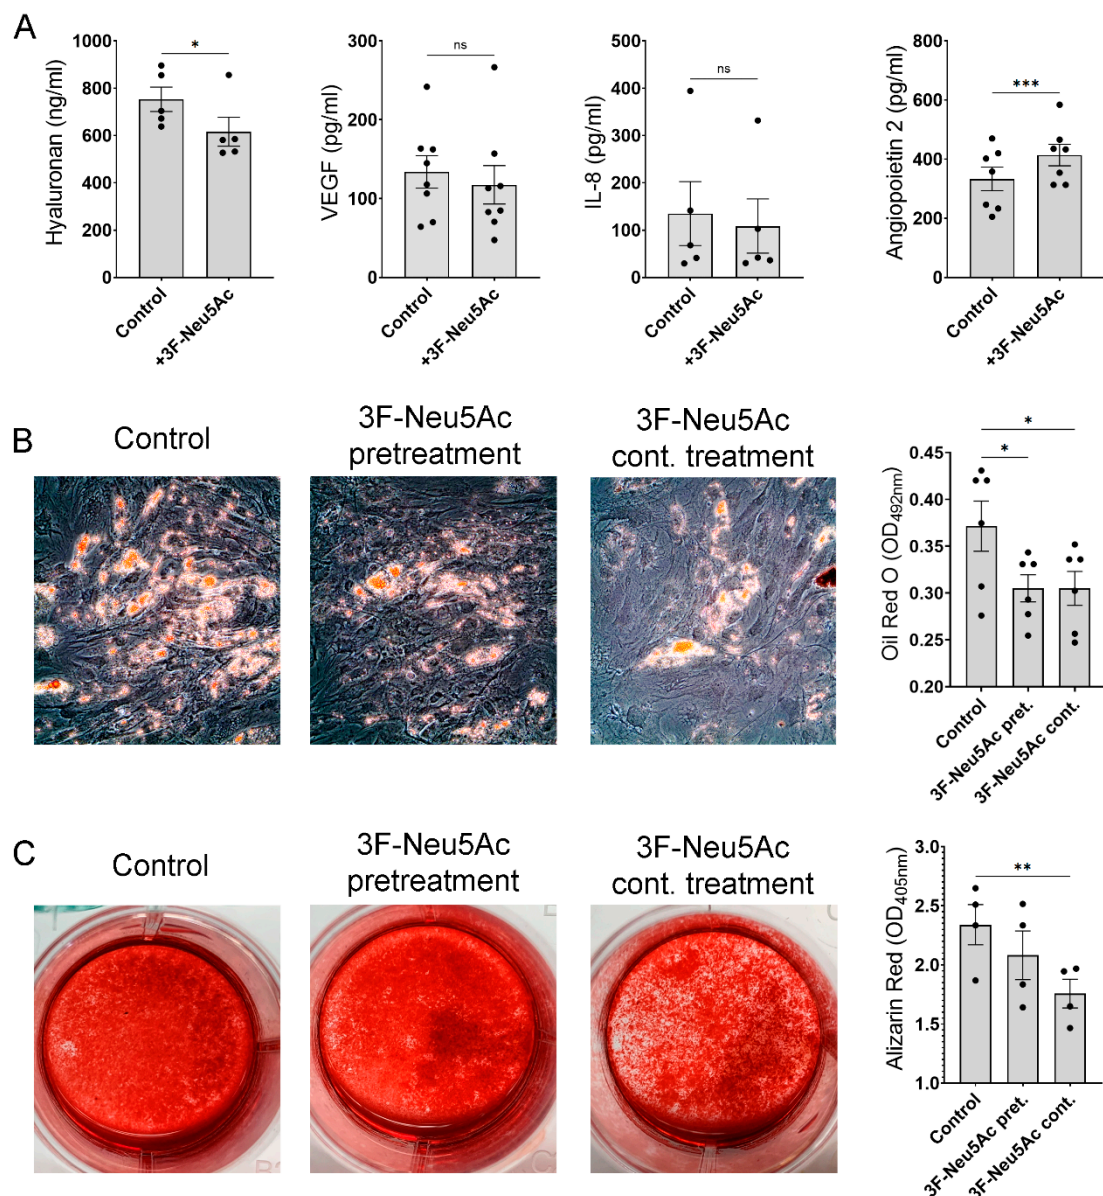 A
Hyaluronan (ng/ml)
1000
800
600
400
200
0
*
Control
+3F-Neu5Ac
VEGF (pg/ml)
300
200
100
0
ns
Control
+3F-Neu5Ac
IL-8 (pg/ml)
500
400
300
200
100
0
ns
Control
+3F-Neu5Ac
Angiopoietin 2 (pg/ml)
800
600
400
200
0
***
Control
+3F-Neu5Ac
B
Control
3F-Neu5Ac
pretreatment
3F-Neu5Ac
cont. treatment
Oil Red O (OD492nm)
0.45
0.40
0.35
0.30
0.25
0.20
*
*
Control
3F-Neu5Ac pret.
3F-Neu5Ac cont.
C
Control
3F-Neu5Ac
pretreatment
3F-Neu5Ac
cont. treatment
Alizarin Red (OD405nm)
3.0
2.5
2.0
1.5
1.0
**
Control
3F-Neu5Ac pret.
3F-Neu5Ac cont.